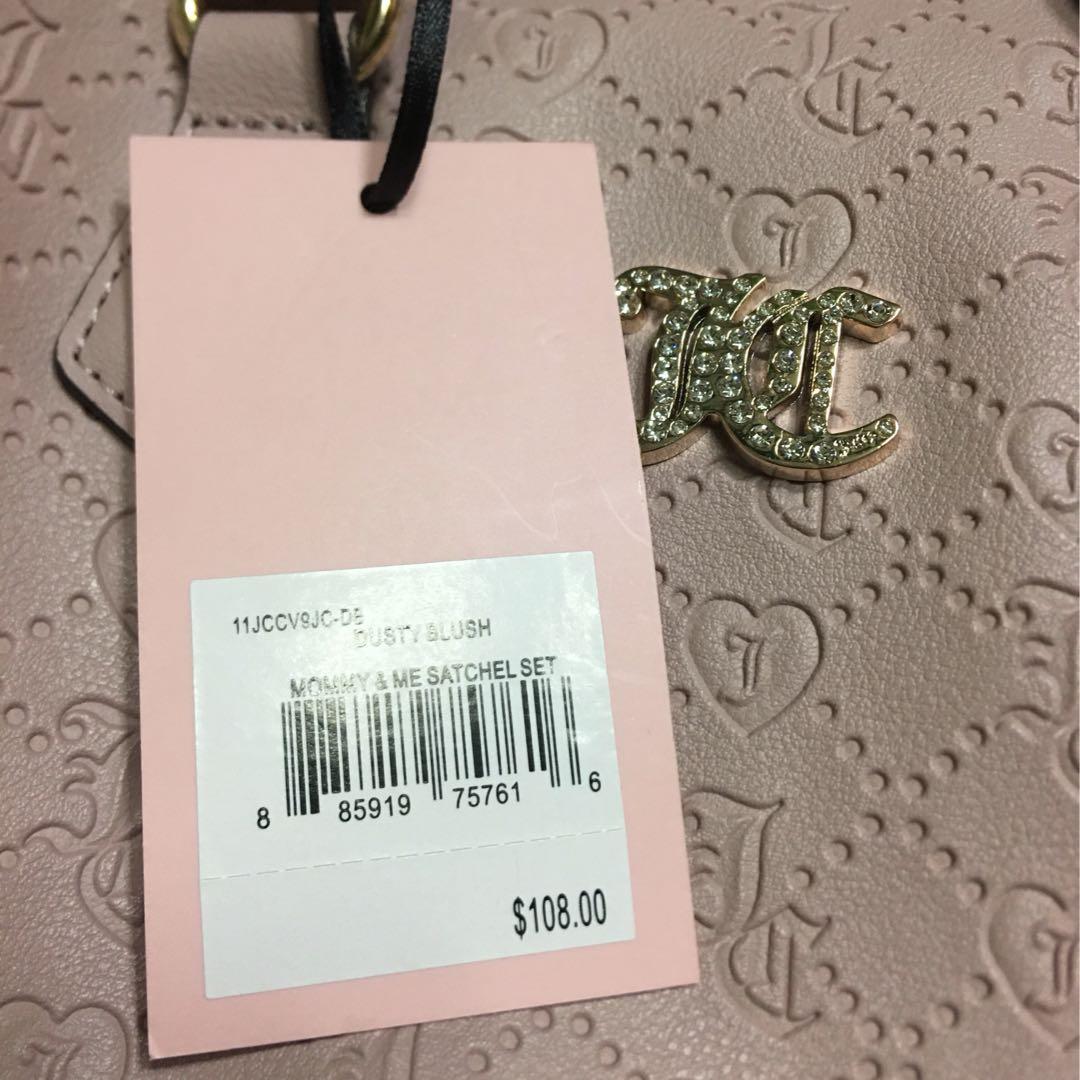 11JCCV9JC-DB
DUSTY BLUSH
MOMMY & ME SATCHEL SET
8 85919 75761 6
$108.00